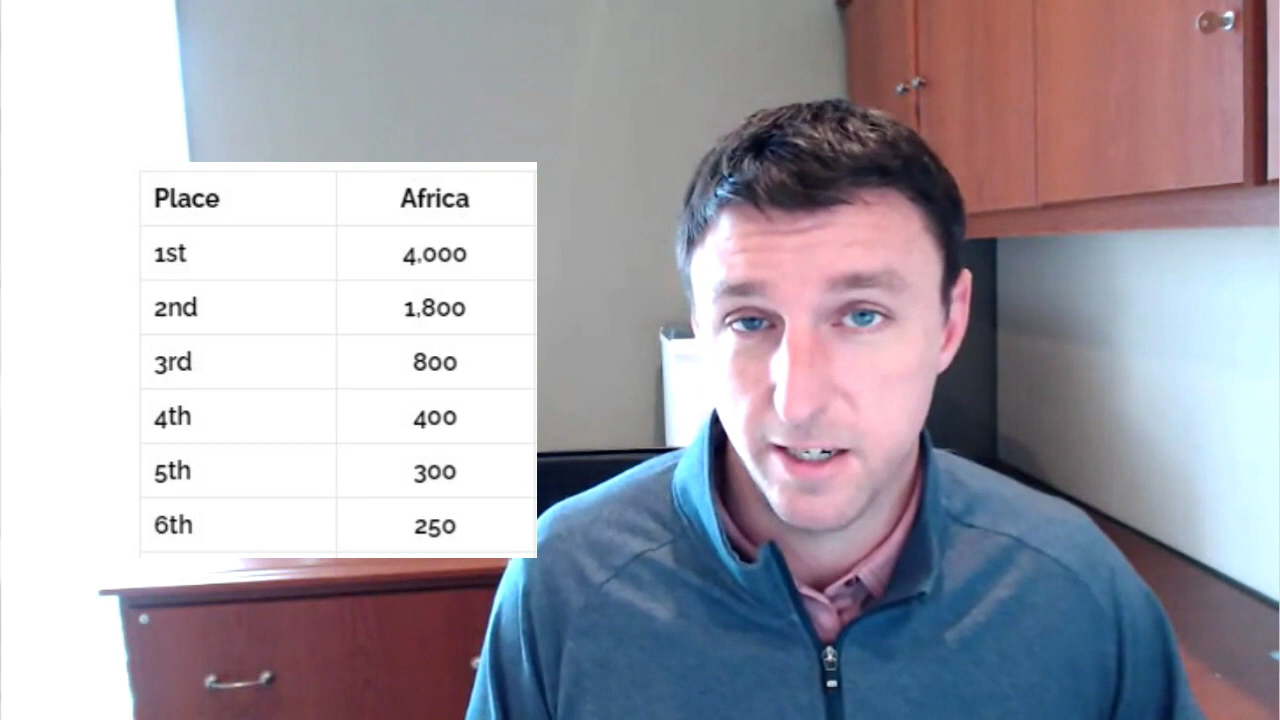 Place Africa
1st 4,000
2nd 1,800
3rd 800
4th 400
5th 300
6th 250